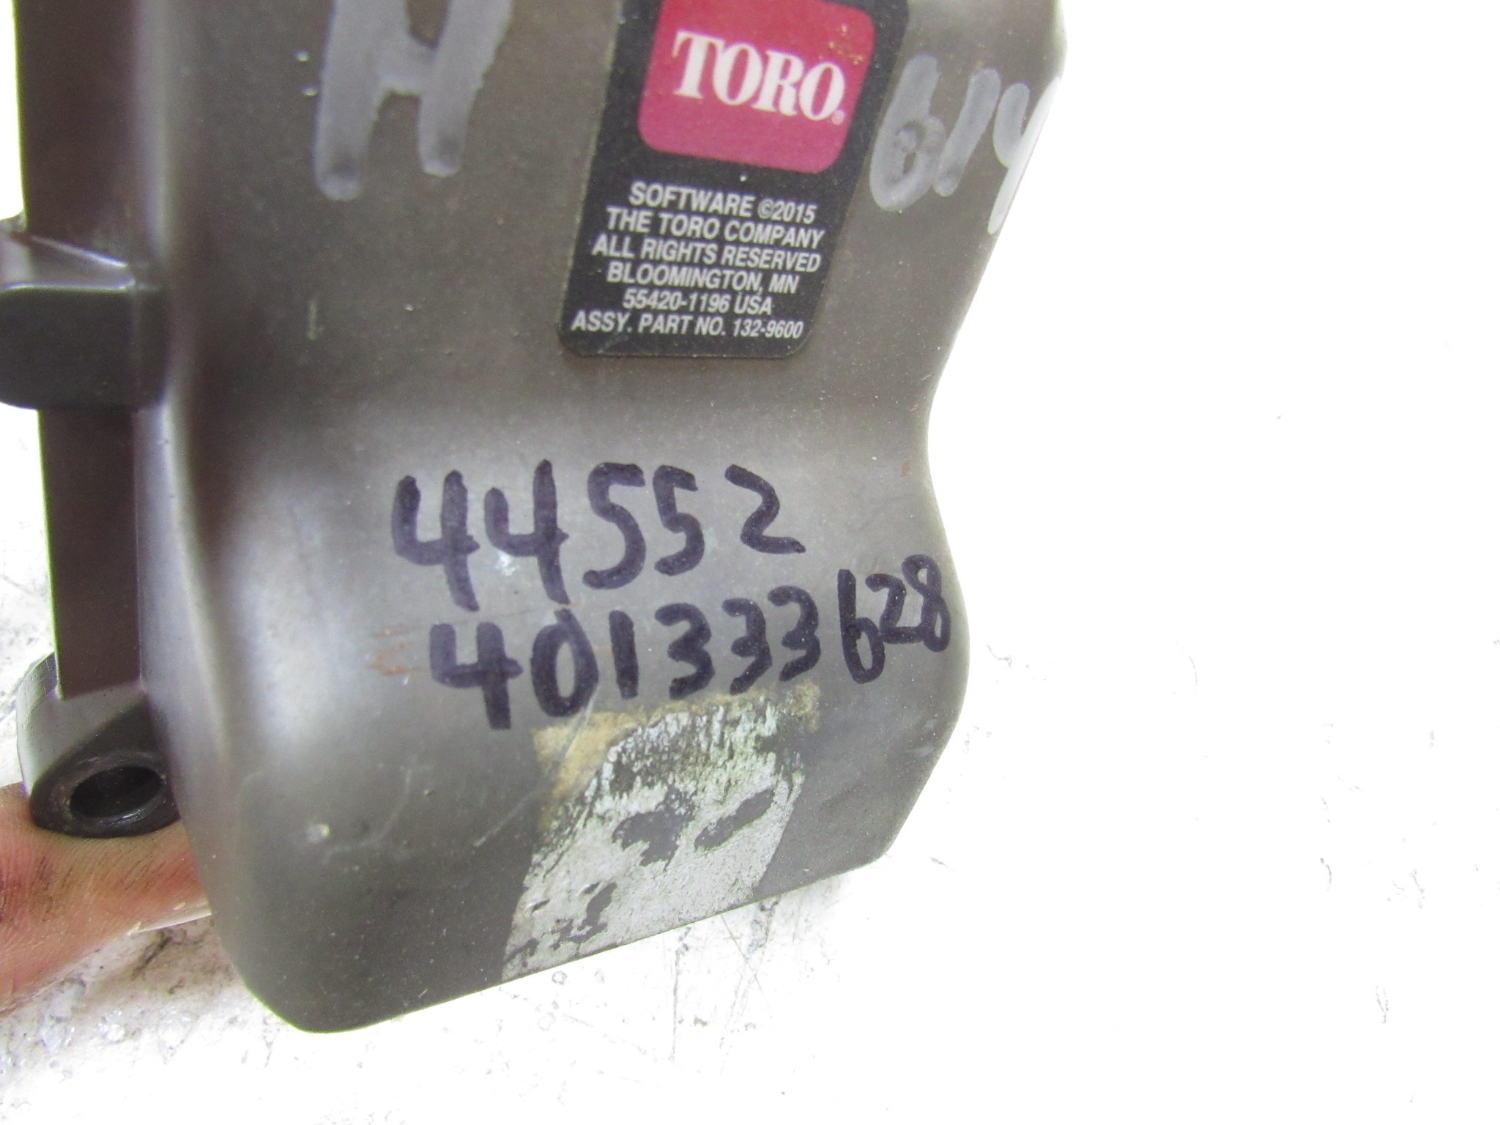 H
TORO®
614
SOFTWARE ©2015
THE TORO COMPANY
ALL RIGHTS RESERVED
BLOOMINGTON, MN
55420-1196 USA
ASSY. PART NO. 132-9600
44552
401333628